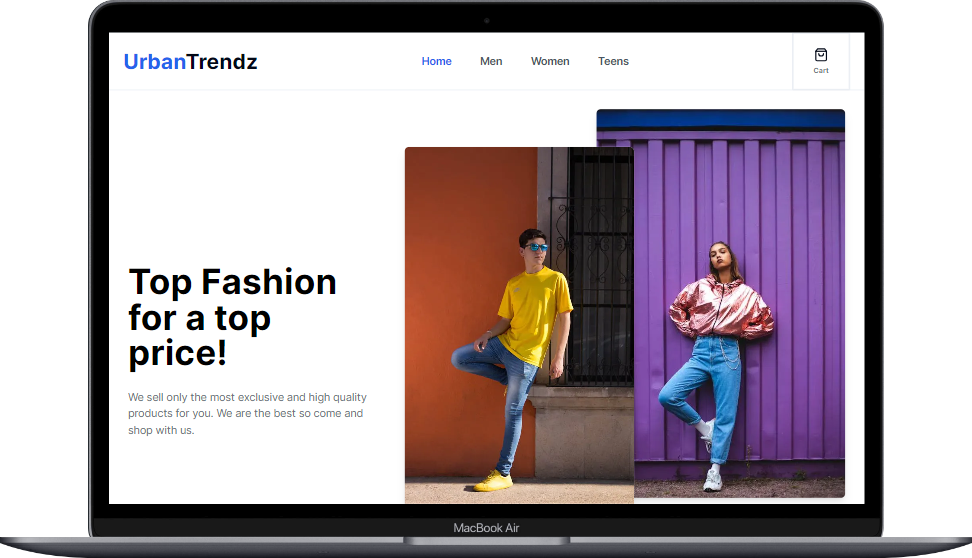 UrbanTrendz
Home Men Women Teens
Cart
Top Fashion
for a top
price!
We sell only the most exclusive and high quality
products for you. We are the best so come and
shop with us.
MacBook Air